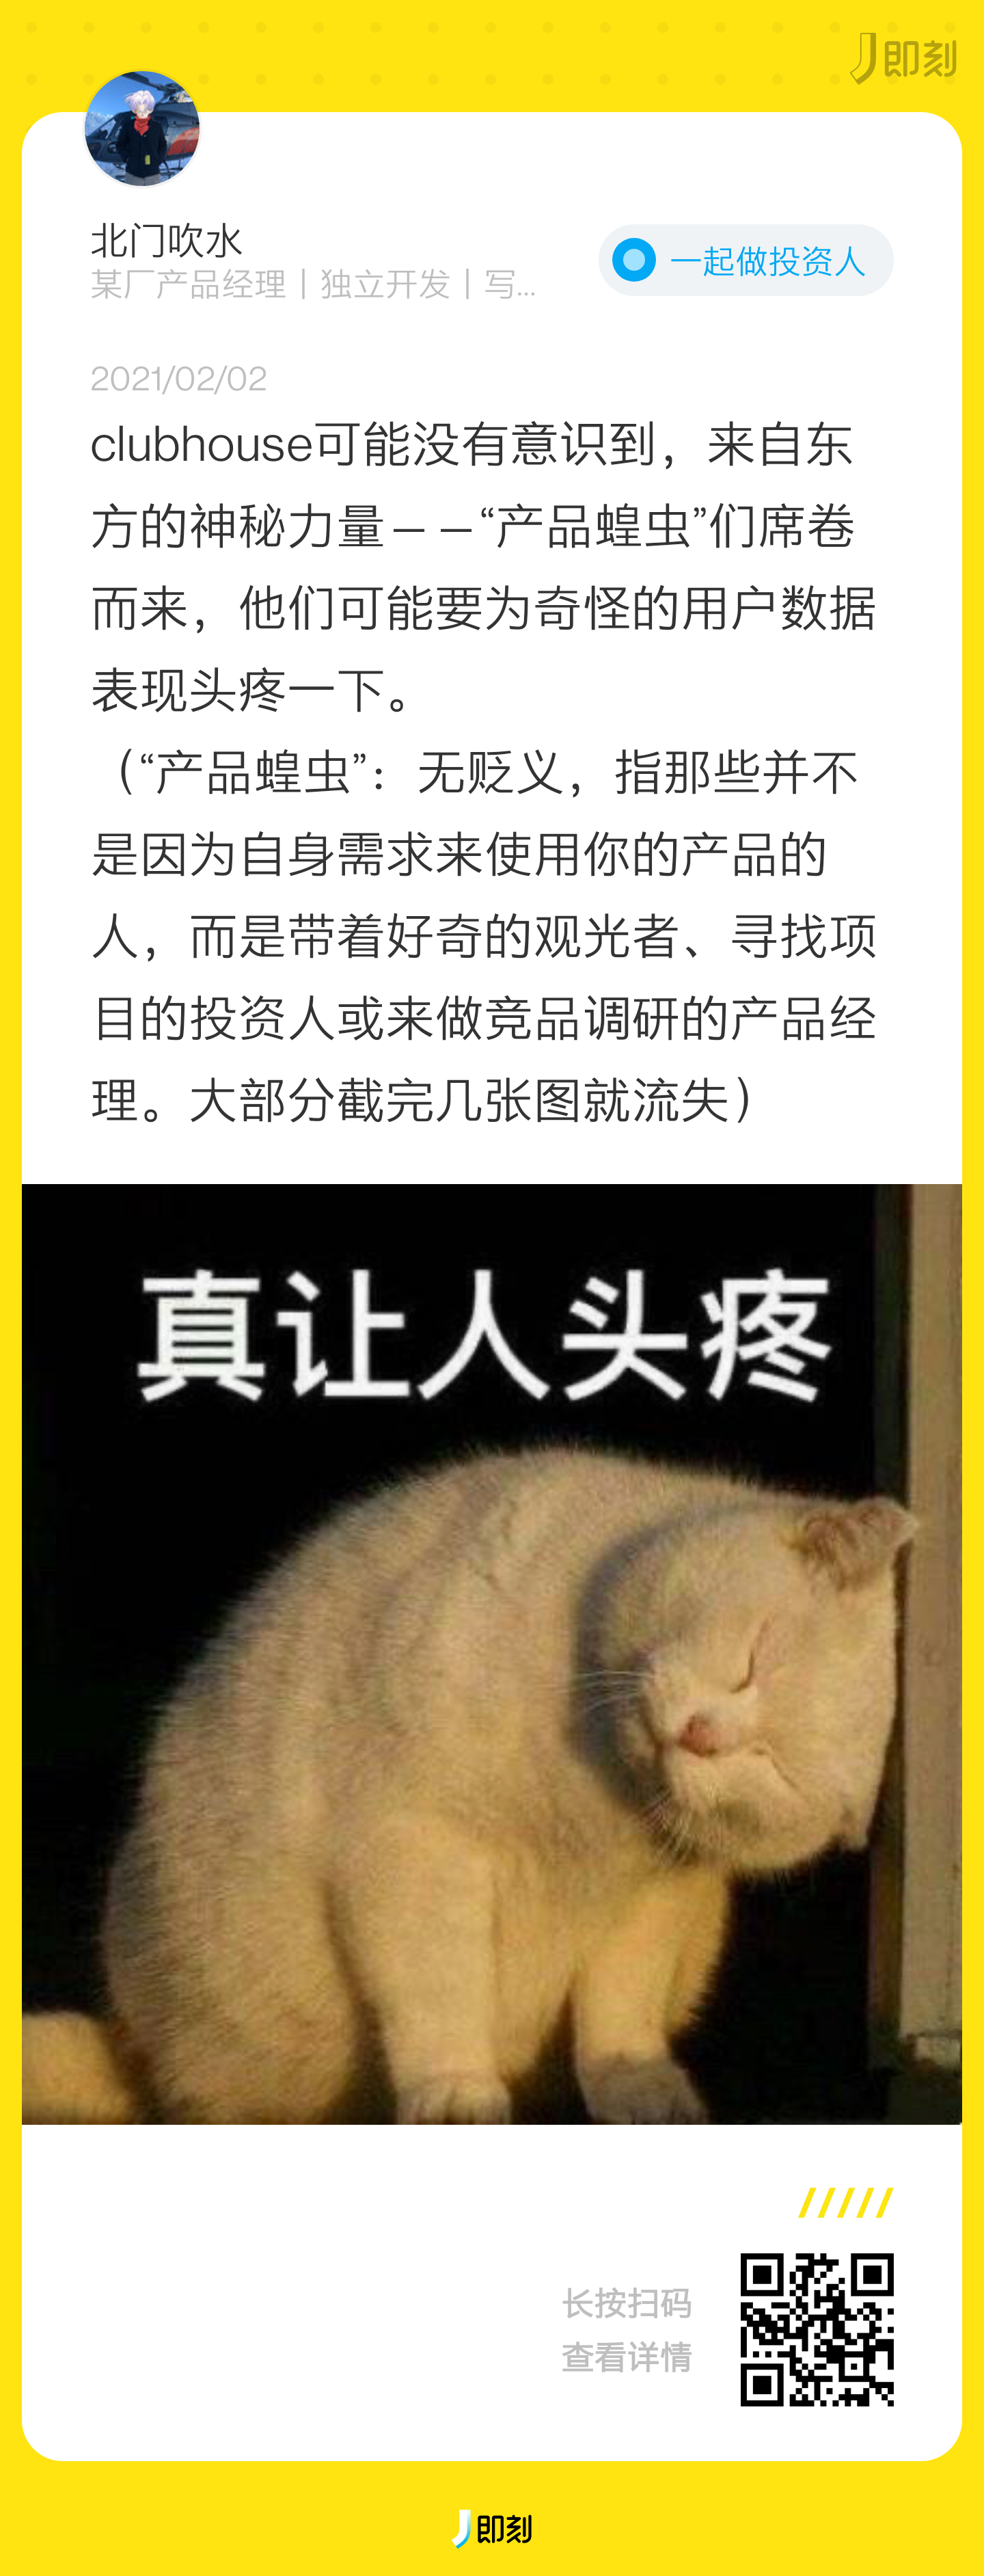 即刻
北门吹水
某厂产品经理｜独立开发｜写...
一起做投资人
2021/02/02
clubhouse可能没有意识到，来自东
方的神秘力量——“产品蝗虫”们席卷
而来，他们可能要为奇怪的用户数据
表现头疼一下。
（“产品蝗虫”：无贬义，指那些并不
是因为自身需求来使用你的产品的
人，而是带着好奇的观光者、寻找项
目的投资人或来做竞品调研的产品经
理。大部分截完几张图就流失）
真让人头疼
长按扫码
查看详情
即刻